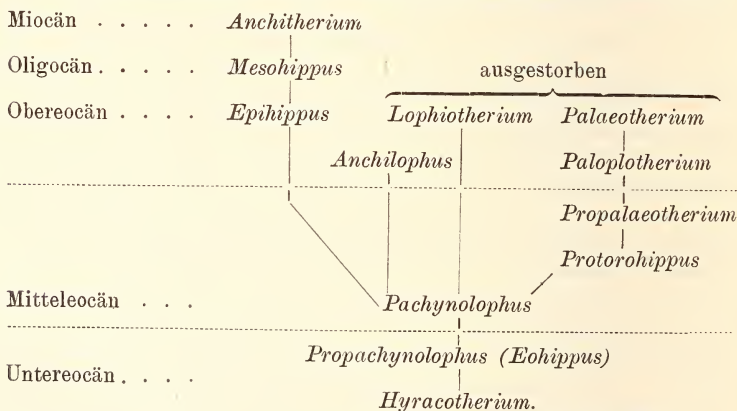 Miocän . . . . . Anchitherium
Oligocän . . . . . Mesohippus
ausgestorben
Obereocän . . . . Epihippus Lophiotherium Palaeotherium
Anchilophus Paloplotherium
Propalaeotherium
Protorohippus
Mitteleocän . . . Pachynolophus
Propachynolophus (Eohippus)
Untereocän . . . .
Hyracotherium.